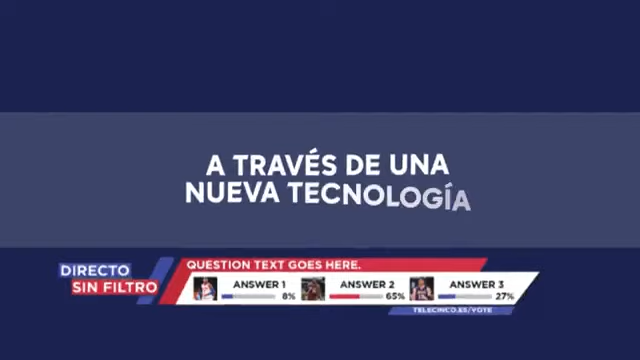 A TRAVÉS DE UNA
NUEVA TECNOLOGÍA
DIRECTO
SIN FILTRO
QUESTION TEXT GOES HERE.
ANSWER 1
8%
ANSWER 2
65%
ANSWER 3
27%
TELECINCO.ES/VOTE